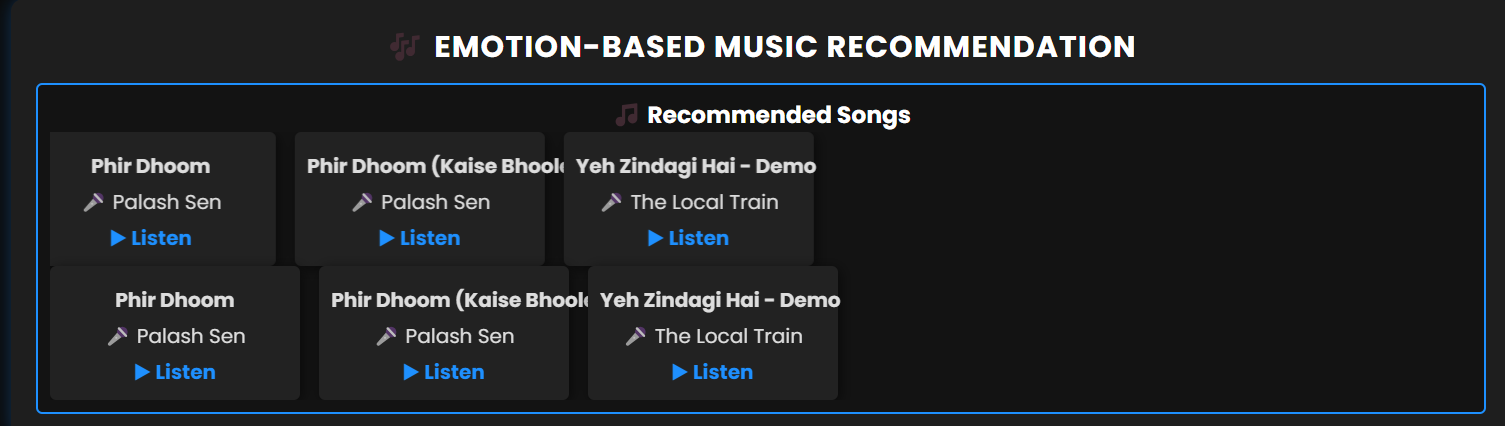 EMOTION-BASED MUSIC RECOMMENDATION
Recommended Songs
Phir Dhoom
Palash Sen
Listen
Phir Dhoom (Kaise Bhoole
Palash Sen
Listen
Yeh Zindagi Hai - Demo
The Local Train
Listen
Phir Dhoom
Palash Sen
Listen
Phir Dhoom (Kaise Bhoole
Palash Sen
Listen
Yeh Zindagi Hai - Demo
The Local Train
Listen